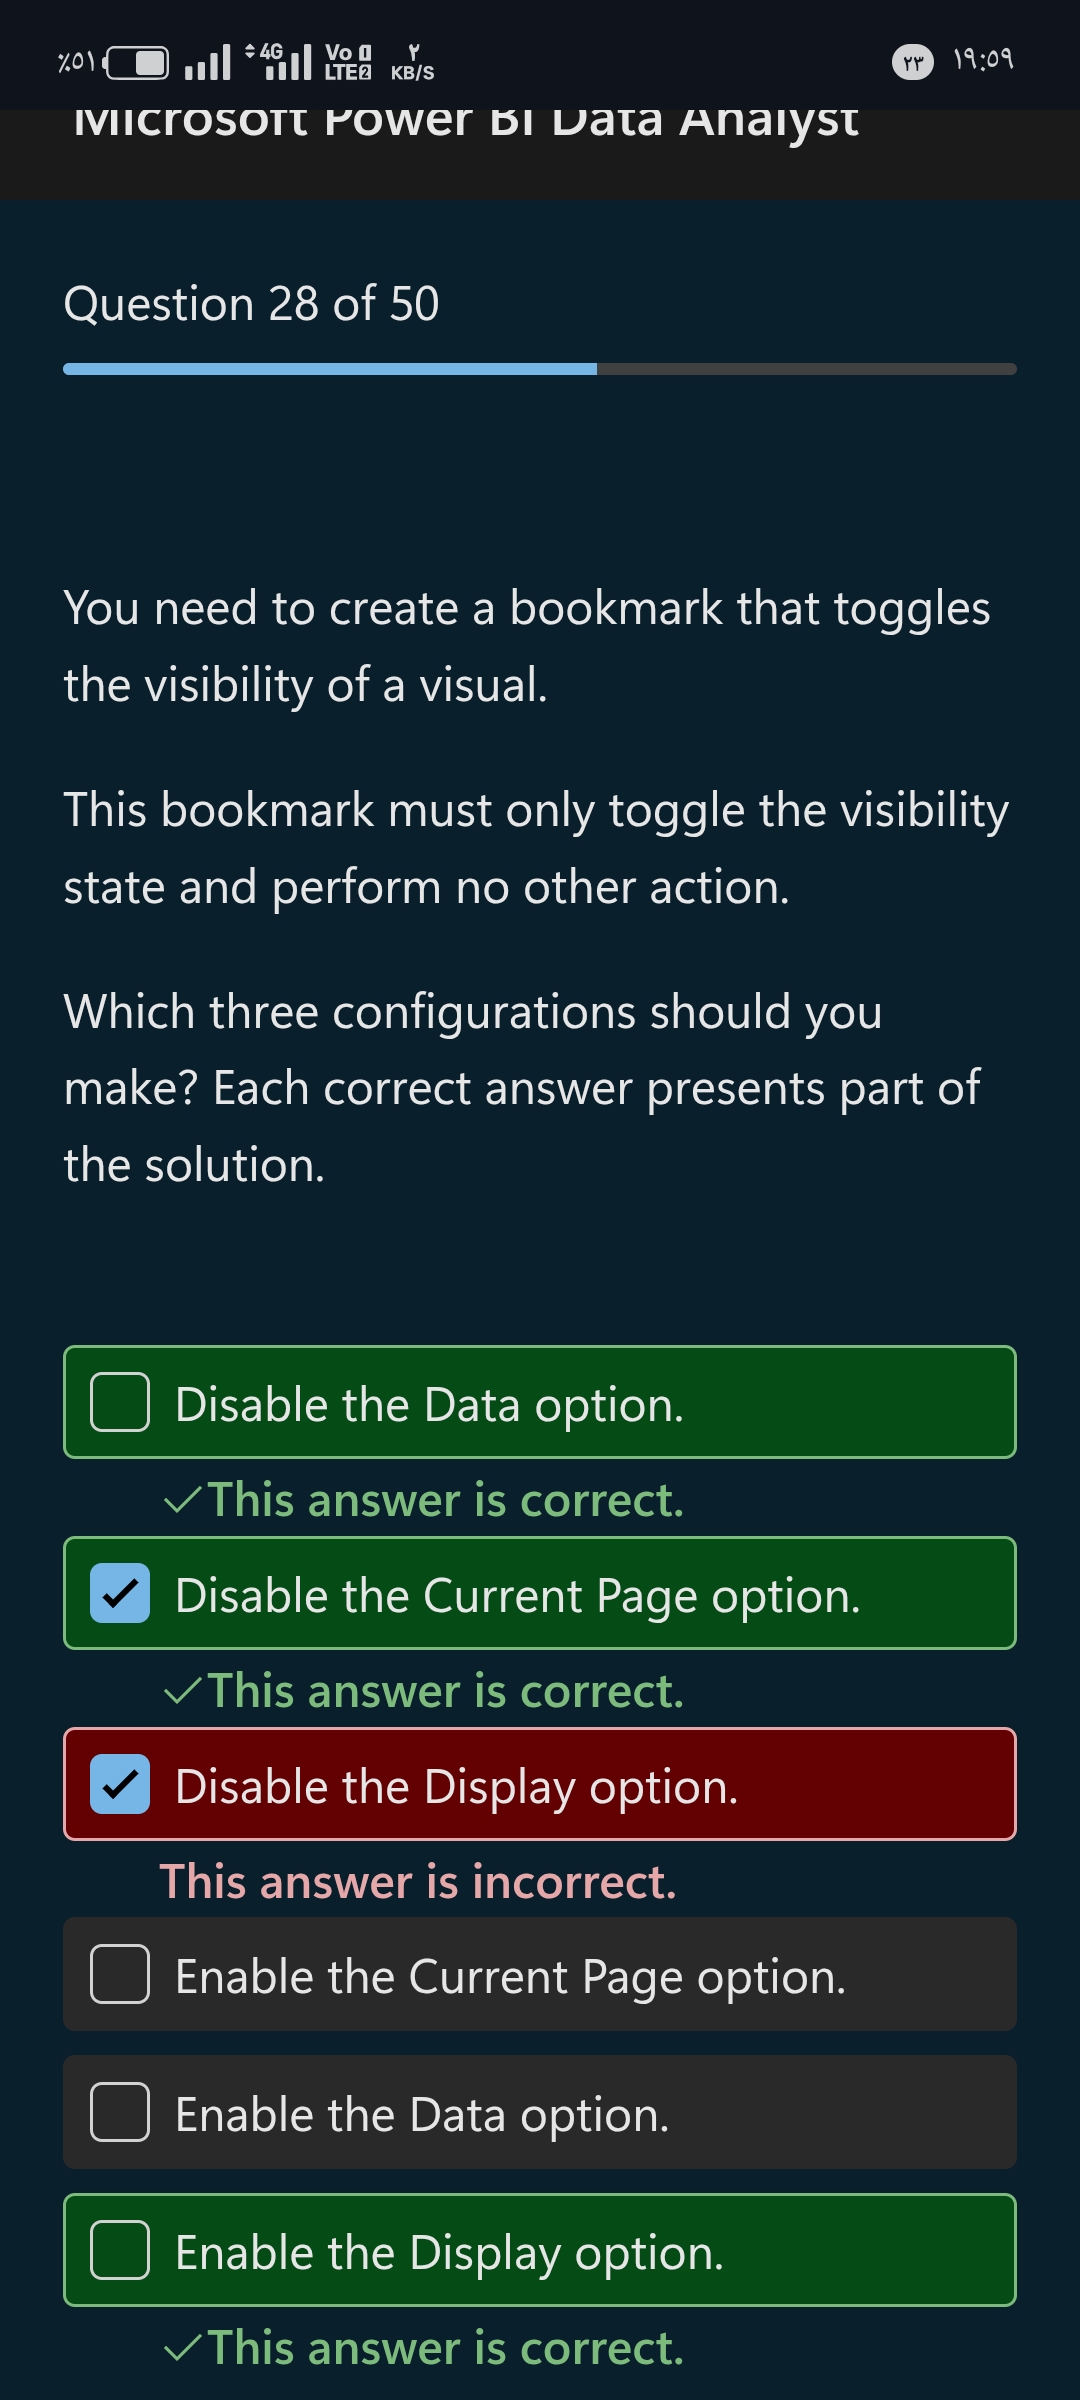 ٪٥١ 4G Vo 1 LTE 2 ٢ KB/S ٢٣ ١٩:٥٩
Microsoft Power BI Data Analyst
Question 28 of 50
You need to create a bookmark that toggles
the visibility of a visual.
This bookmark must only toggle the visibility
state and perform no other action.
Which three configurations should you
make? Each correct answer presents part of
the solution.
Disable the Data option.
This answer is correct.
Disable the Current Page option.
This answer is correct.
Disable the Display option.
This answer is incorrect.
Enable the Current Page option.
Enable the Data option.
Enable the Display option.
This answer is correct.